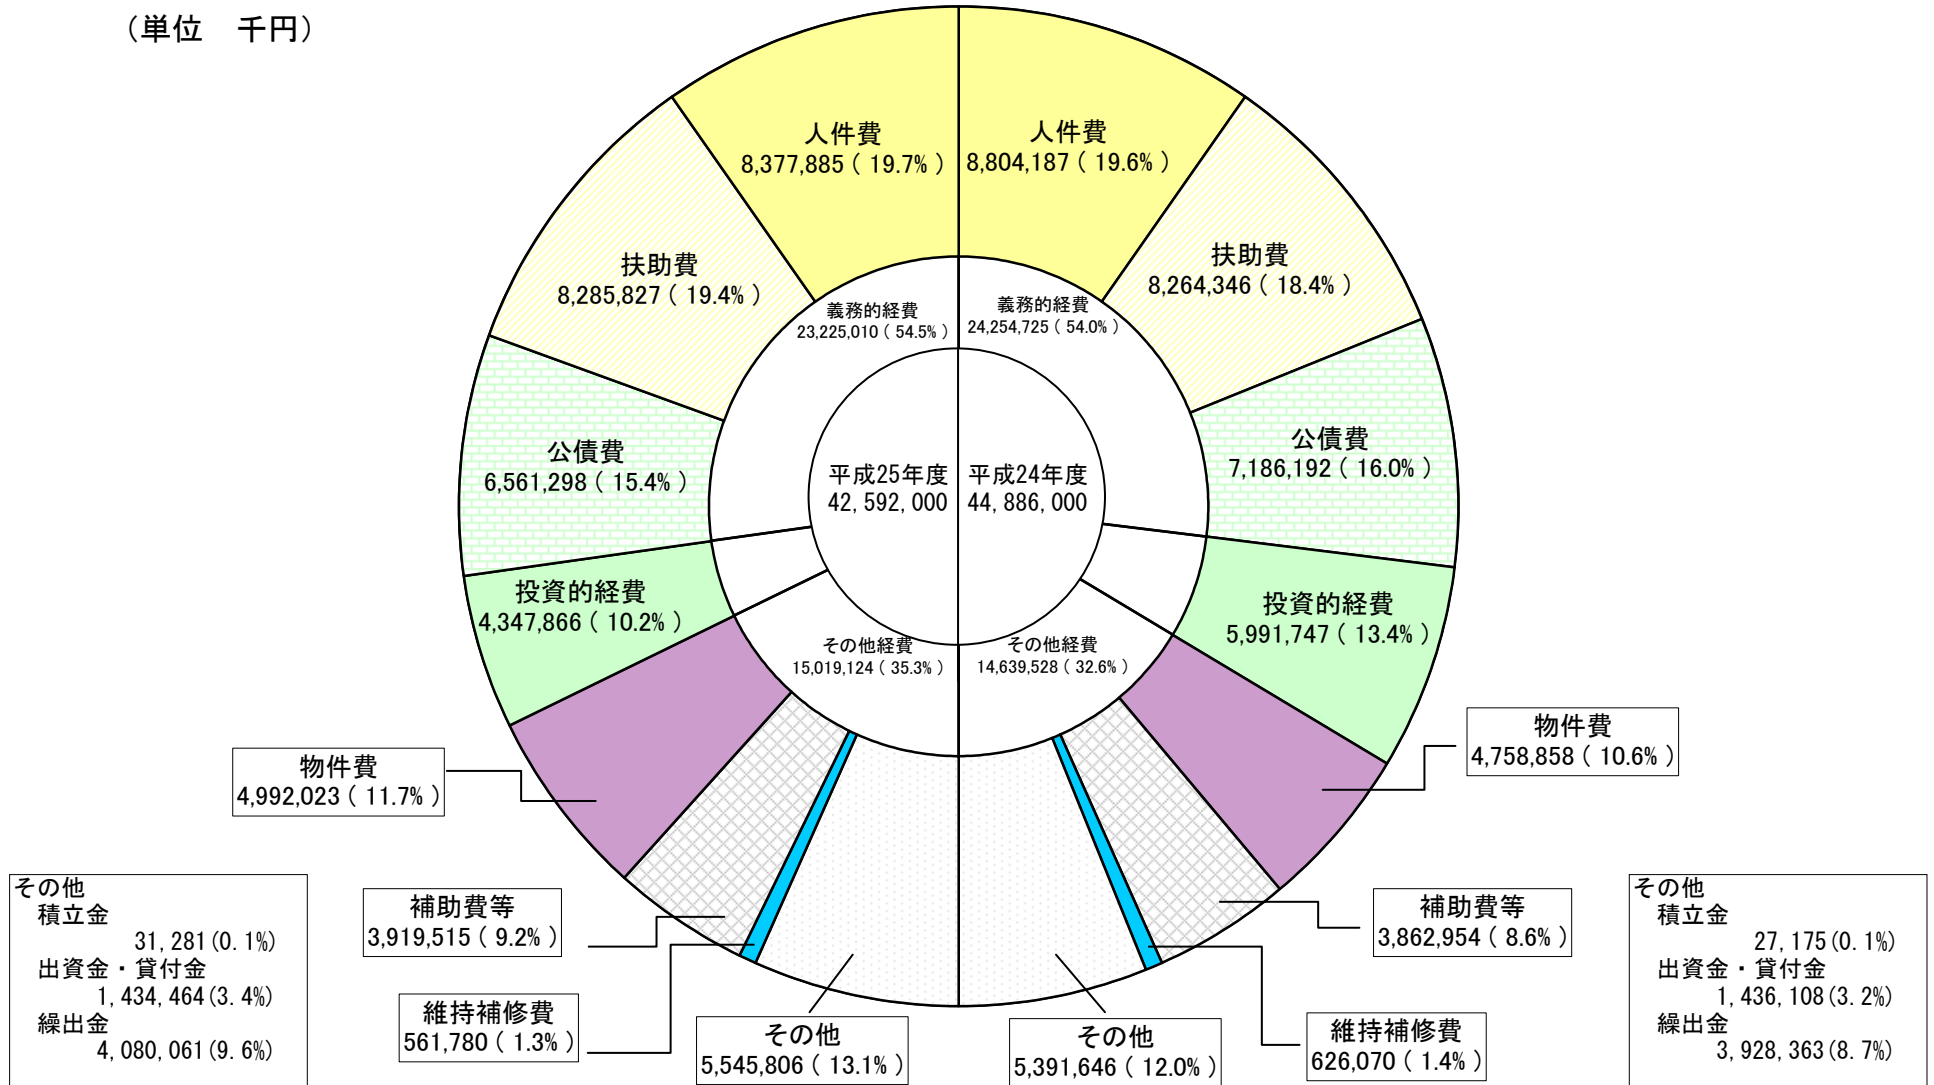 （単位　千円）
人件費
8,377,885（ 19.7% ）
人件費
8,804,187（ 19.6% ）
扶助費
8,285,827（ 19.4% ）
扶助費
8,264,346（ 18.4% ）
義務的経費
23,225,010（ 54.5% ）
義務的経費
24,254,725（ 54.0% ）
公債費
6,561,298（ 15.4% ）
公債費
7,186,192（ 16.0% ）
平成25年度
42,592,000
平成24年度
44,886,000
投資的経費
4,347,866（ 10.2% ）
投資的経費
5,991,747（ 13.4% ）
その他経費
15,019,124（ 35.3% ）
その他経費
14,639,528（ 32.6% ）
物件費
4,992,023（ 11.7% ）
物件費
4,758,858（ 10.6% ）
補助費等
3,919,515（ 9.2% ）
補助費等
3,862,954（ 8.6% ）
維持補修費
561,780（ 1.3% ）
その他
5,545,806（ 13.1% ）
その他
5,391,646（ 12.0% ）
維持補修費
626,070（ 1.4% ）
その他
積立金
31,281(0.1%)
出資金・貸付金
1,434,464(3.4%)
繰出金
4,080,061(9.6%)
その他
積立金
27,175(0.1%)
出資金・貸付金
1,436,108(3.2%)
繰出金
3,928,363(8.7%)